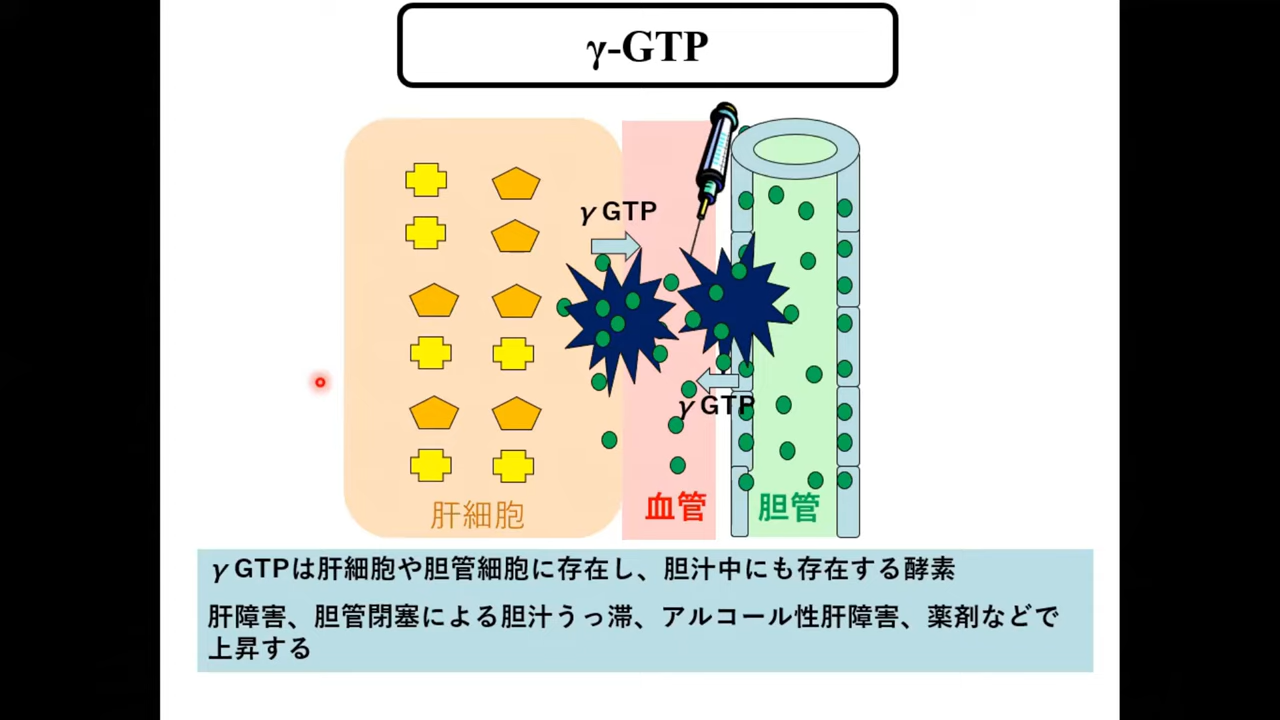 γ-GTP
γGTP
γGTP
肝細胞
血管
胆管
γGTPは肝細胞や胆管細胞に存在し、胆汁中にも存在する酵素
肝障害、胆管閉塞による胆汁うっ滞、アルコール性肝障害、薬剤などで
上昇する